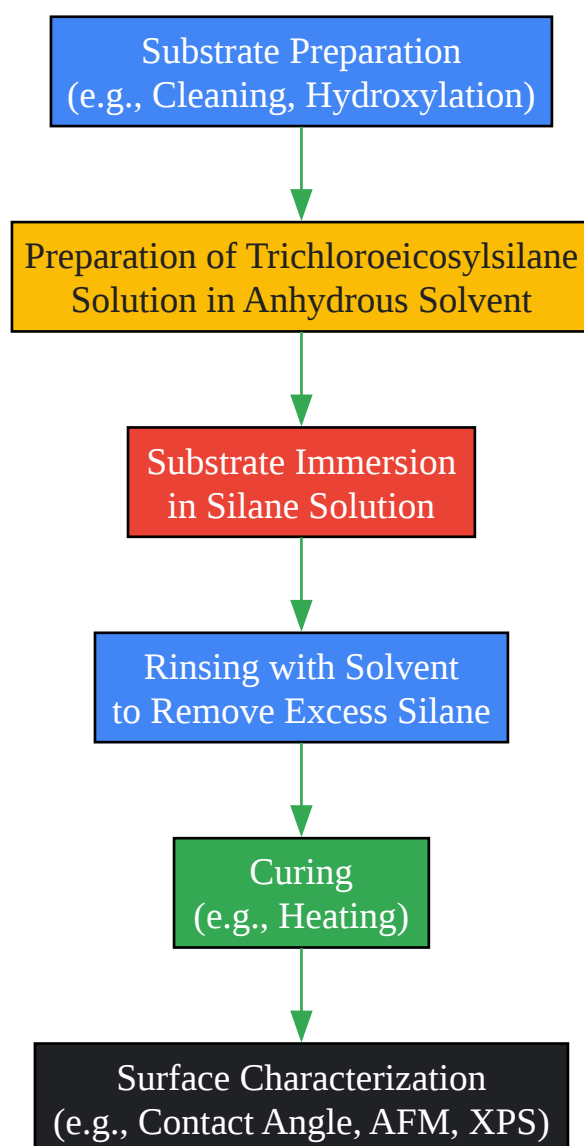 Substrate Preparation
(e.g., Cleaning, Hydroxylation)
Preparation of Trichloroeicosylsilane
Solution in Anhydrous Solvent
Substrate Immersion
in Silane Solution
Rinsing with Solvent
to Remove Excess Silane
Curing
(e.g., Heating)
Surface Characterization
(e.g., Contact Angle, AFM, XPS)